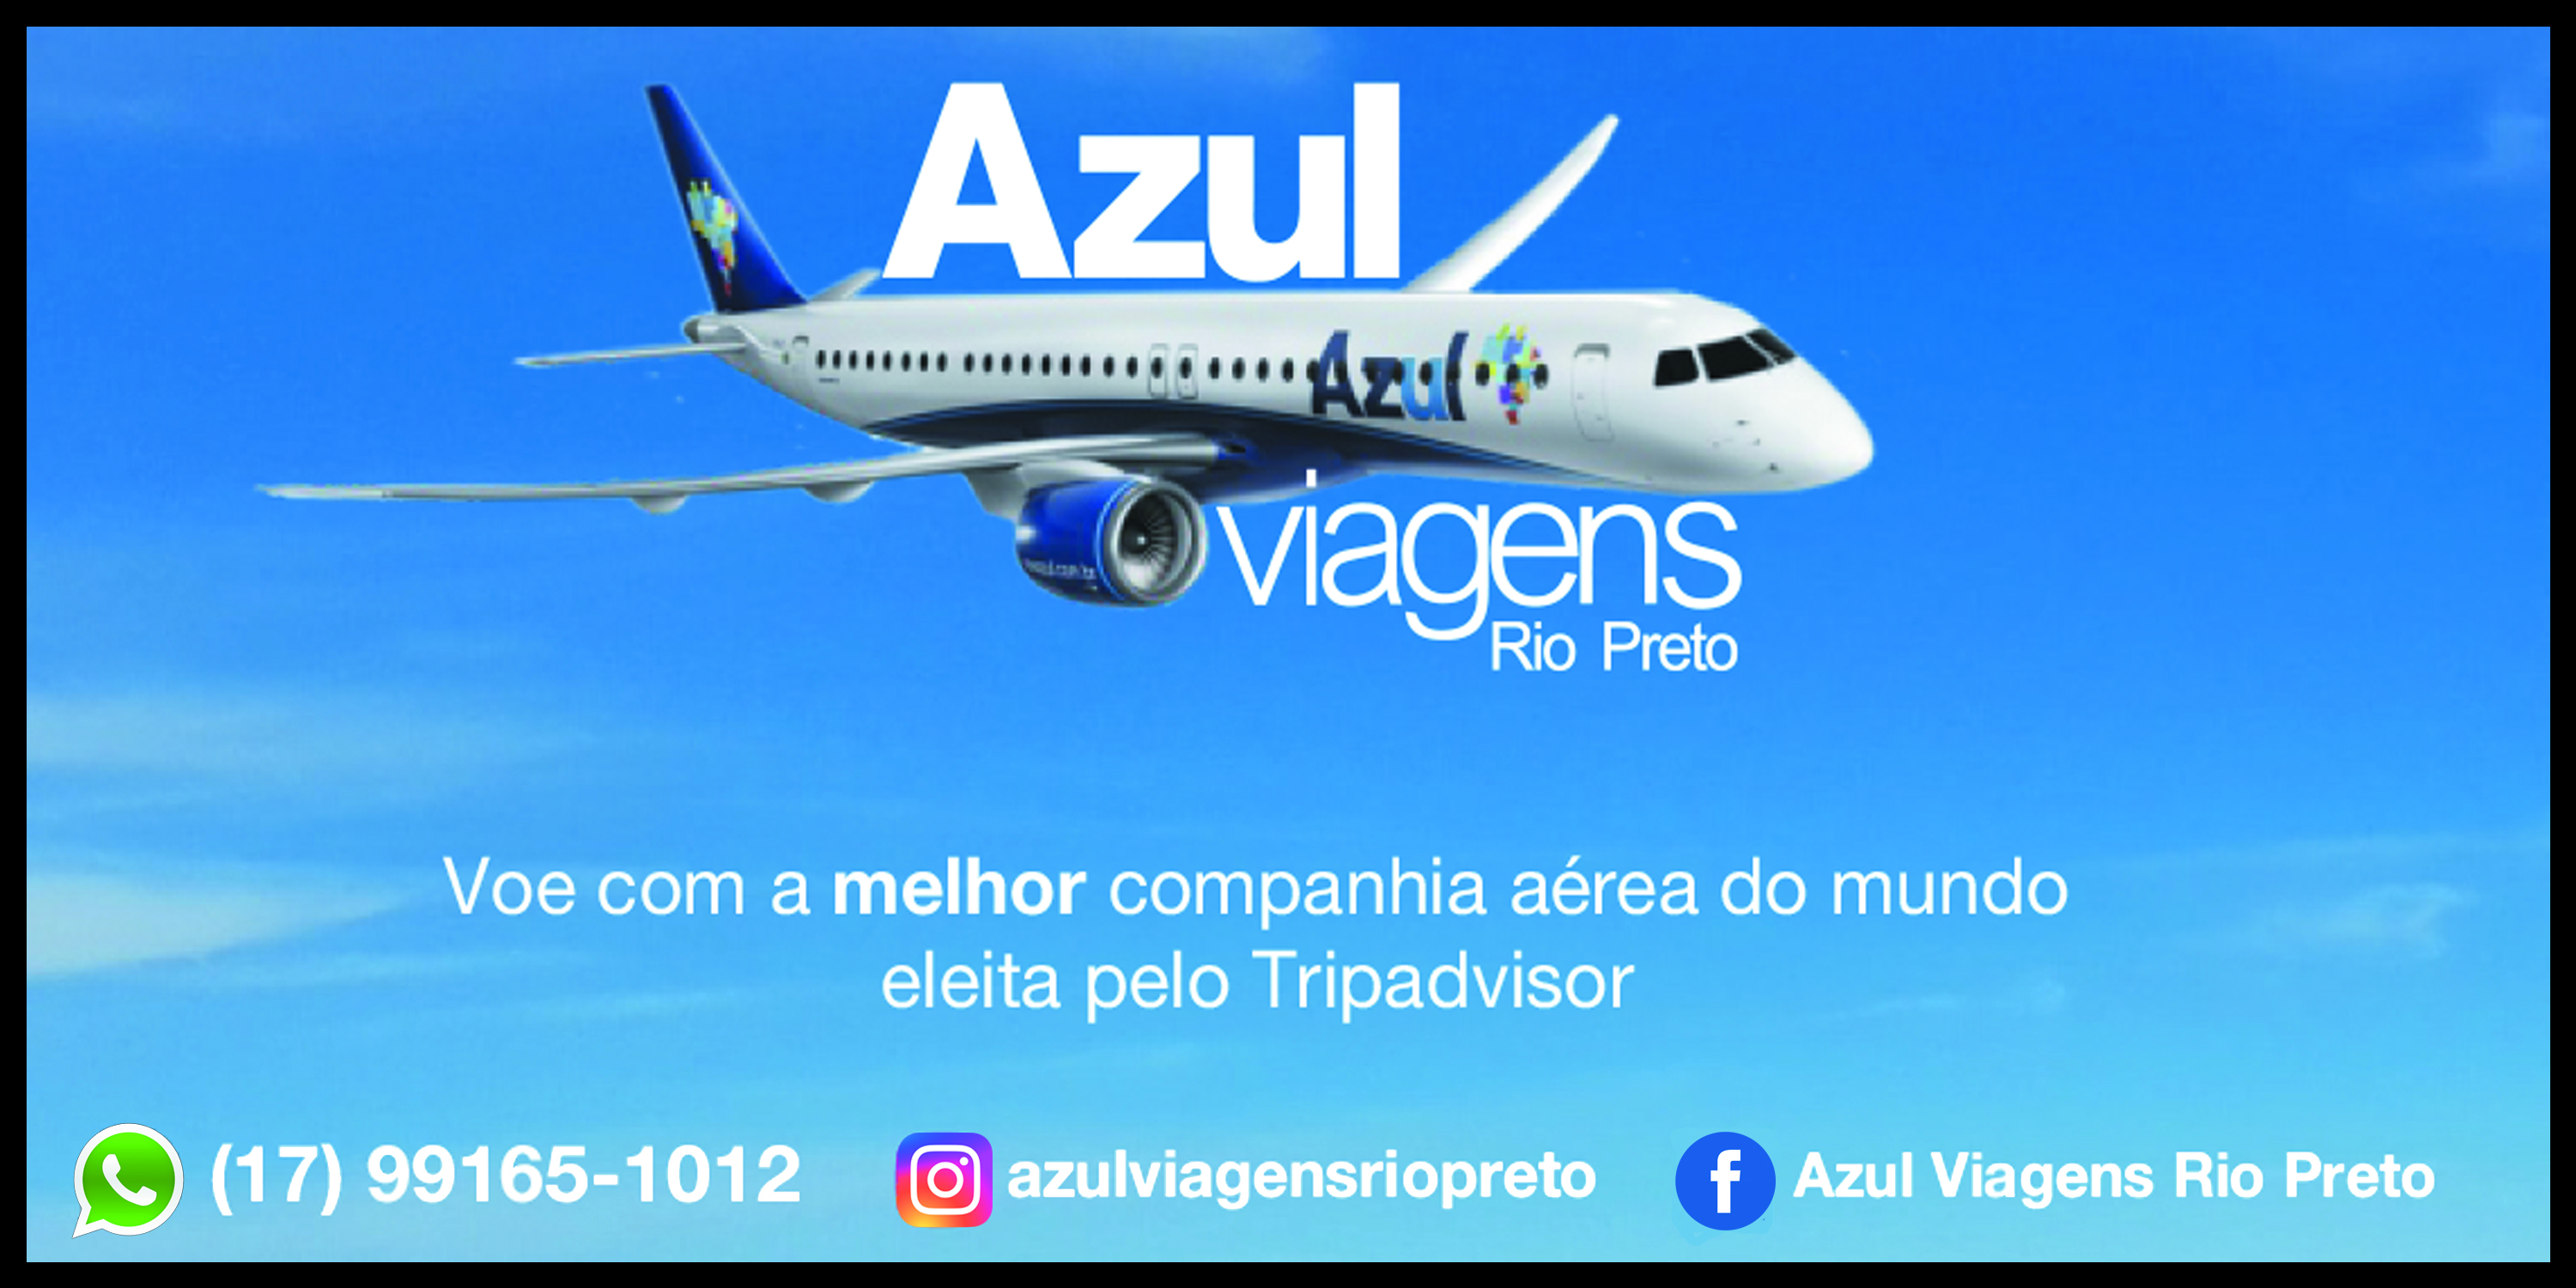 Azul
Azul
viagens
Rio Preto
Voe com a melhor companhia aérea do mundo
eleita pelo Tripadvisor
(17) 99165-1012
azulviagensriopreto
Azul Viagens Rio Preto